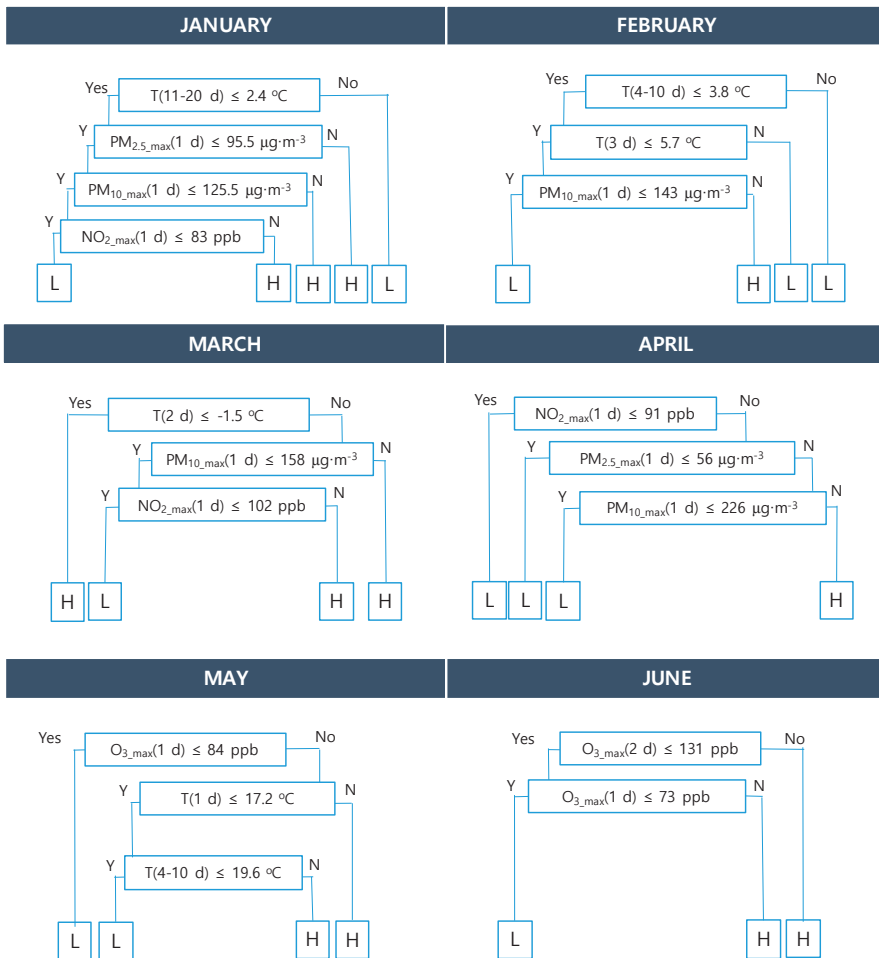 JANUARY
Yes T(11-20 d) ≤ 2.4 ºC No
Y PM2.5_max(1 d) ≤ 95.5 μg·m-3 N
Y PM10_max(1 d) ≤ 125.5 μg·m-3 N
Y NO2_max(1 d) ≤ 83 ppb N
L H H H L
FEBRUARY
Yes T(4-10 d) ≤ 3.8 ºC No
Y T(3 d) ≤ 5.7 ºC N
Y PM10_max(1 d) ≤ 143 μg·m-3 N
L H L L
MARCH
Yes T(2 d) ≤ -1.5 ºC No
Y PM10_max(1 d) ≤ 158 μg·m-3 N
Y NO2_max(1 d) ≤ 102 ppb N
H L H H
APRIL
Yes NO2_max(1 d) ≤ 91 ppb No
Y PM2.5_max(1 d) ≤ 56 μg·m-3 N
Y PM10_max(1 d) ≤ 226 μg·m-3 N
L L L H
MAY
Yes O3_max(1 d) ≤ 84 ppb No
Y T(1 d) ≤ 17.2 ºC N
Y T(4-10 d) ≤ 19.6 ºC N
L L H H
JUNE
Yes O3_max(2 d) ≤ 131 ppb No
Y O3_max(1 d) ≤ 73 ppb N
L H H